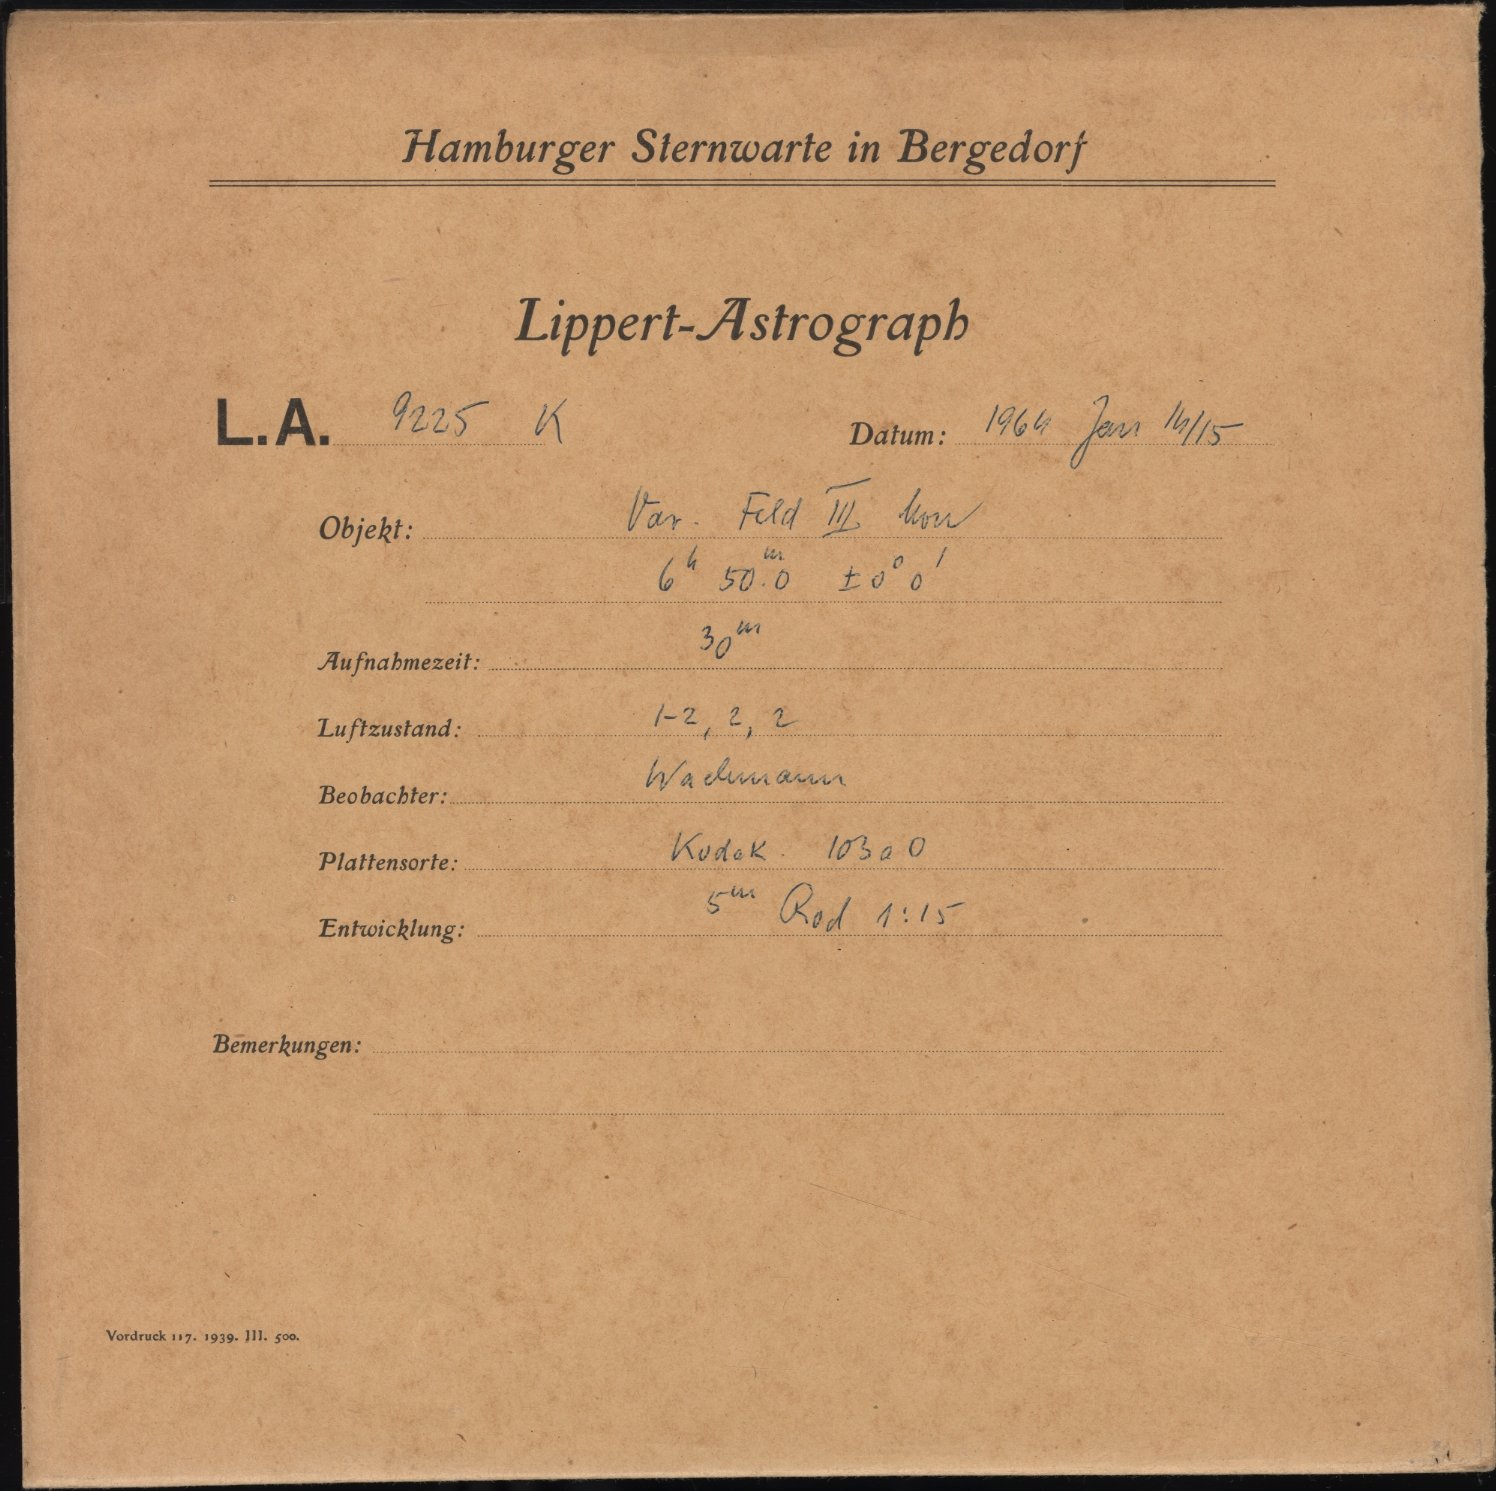 Hamburger Sternwarte in Bergedorf
Lippert-Astrograph
L.A. 9225 K Datum: 1964 Jan 14/15
Objekt: Var. Feld III Mon
6h 50m.0 ±0° 0'
Aufnahmezeit: 30m
Luftzustand: 1-2, 2, 2
Beobachter: Wachmann
Plattensorte: Kodak 103a0
Entwicklung: 5m Rod 1:15
Bemerkungen:
Vordruck 117. 1939. III. 500.